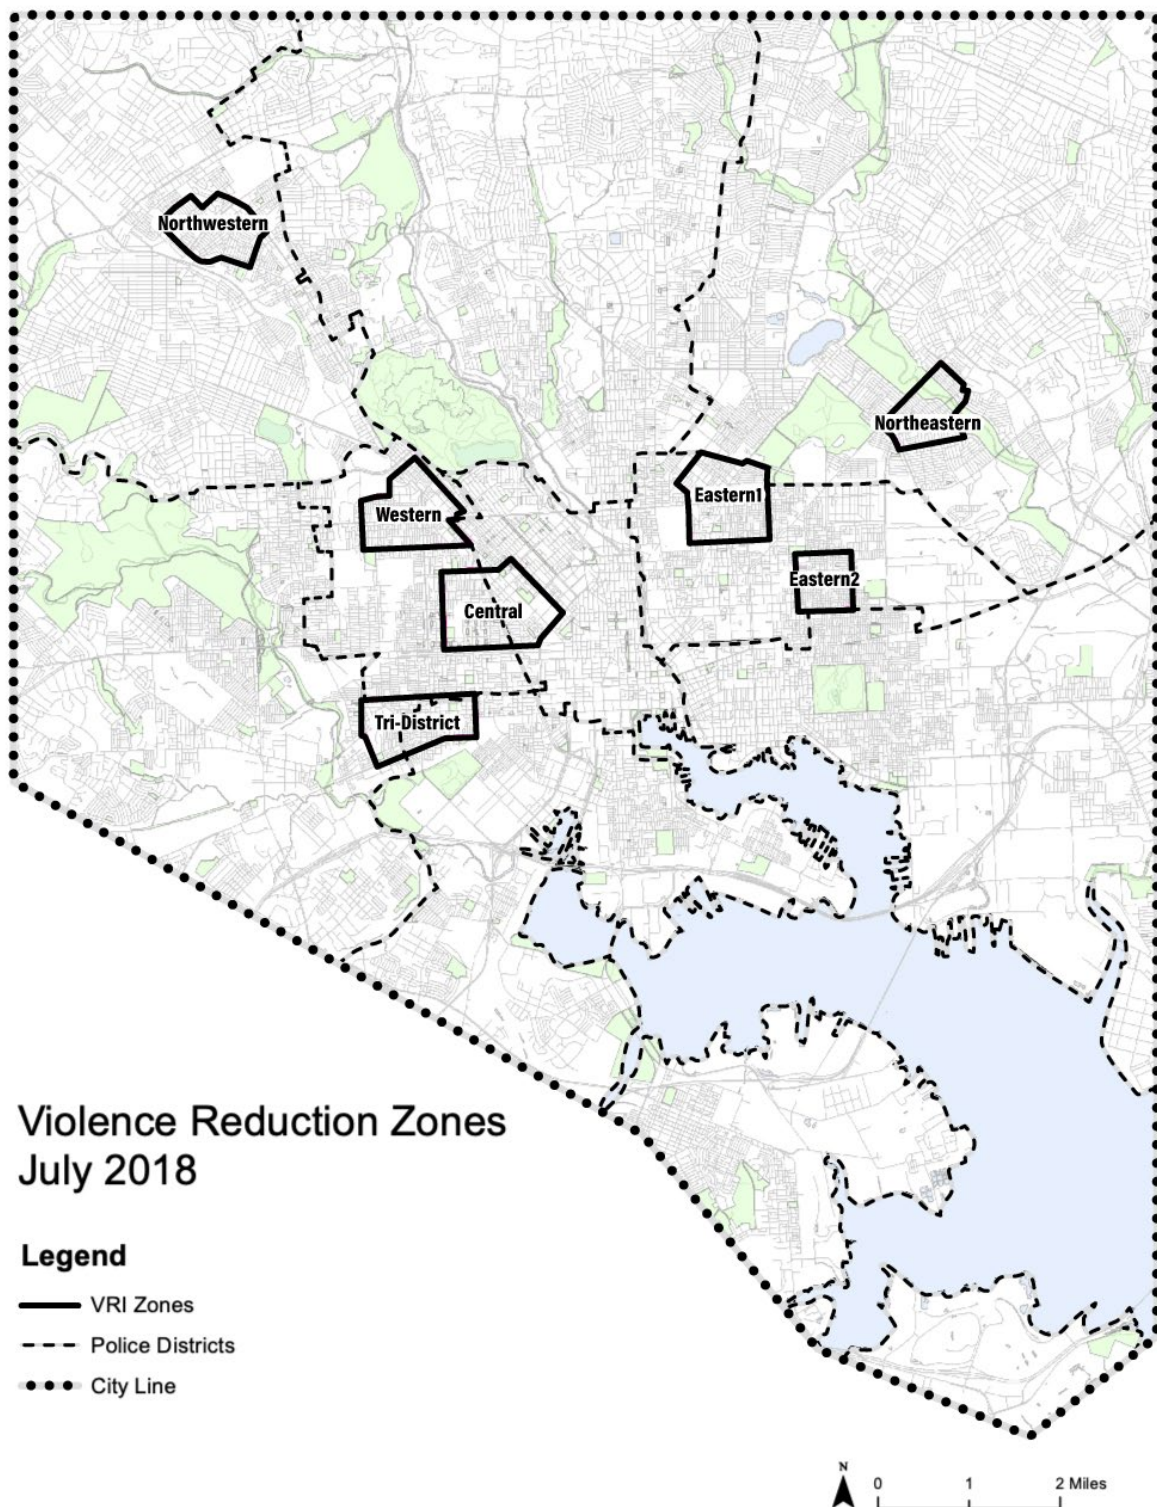 Northwestern
Northeastern
Eastern1
Western
Eastern2
Central
Tri-District
Violence Reduction Zones
July 2018
Legend
VRI Zones
Police Districts
City Line
N
0 1 2 Miles